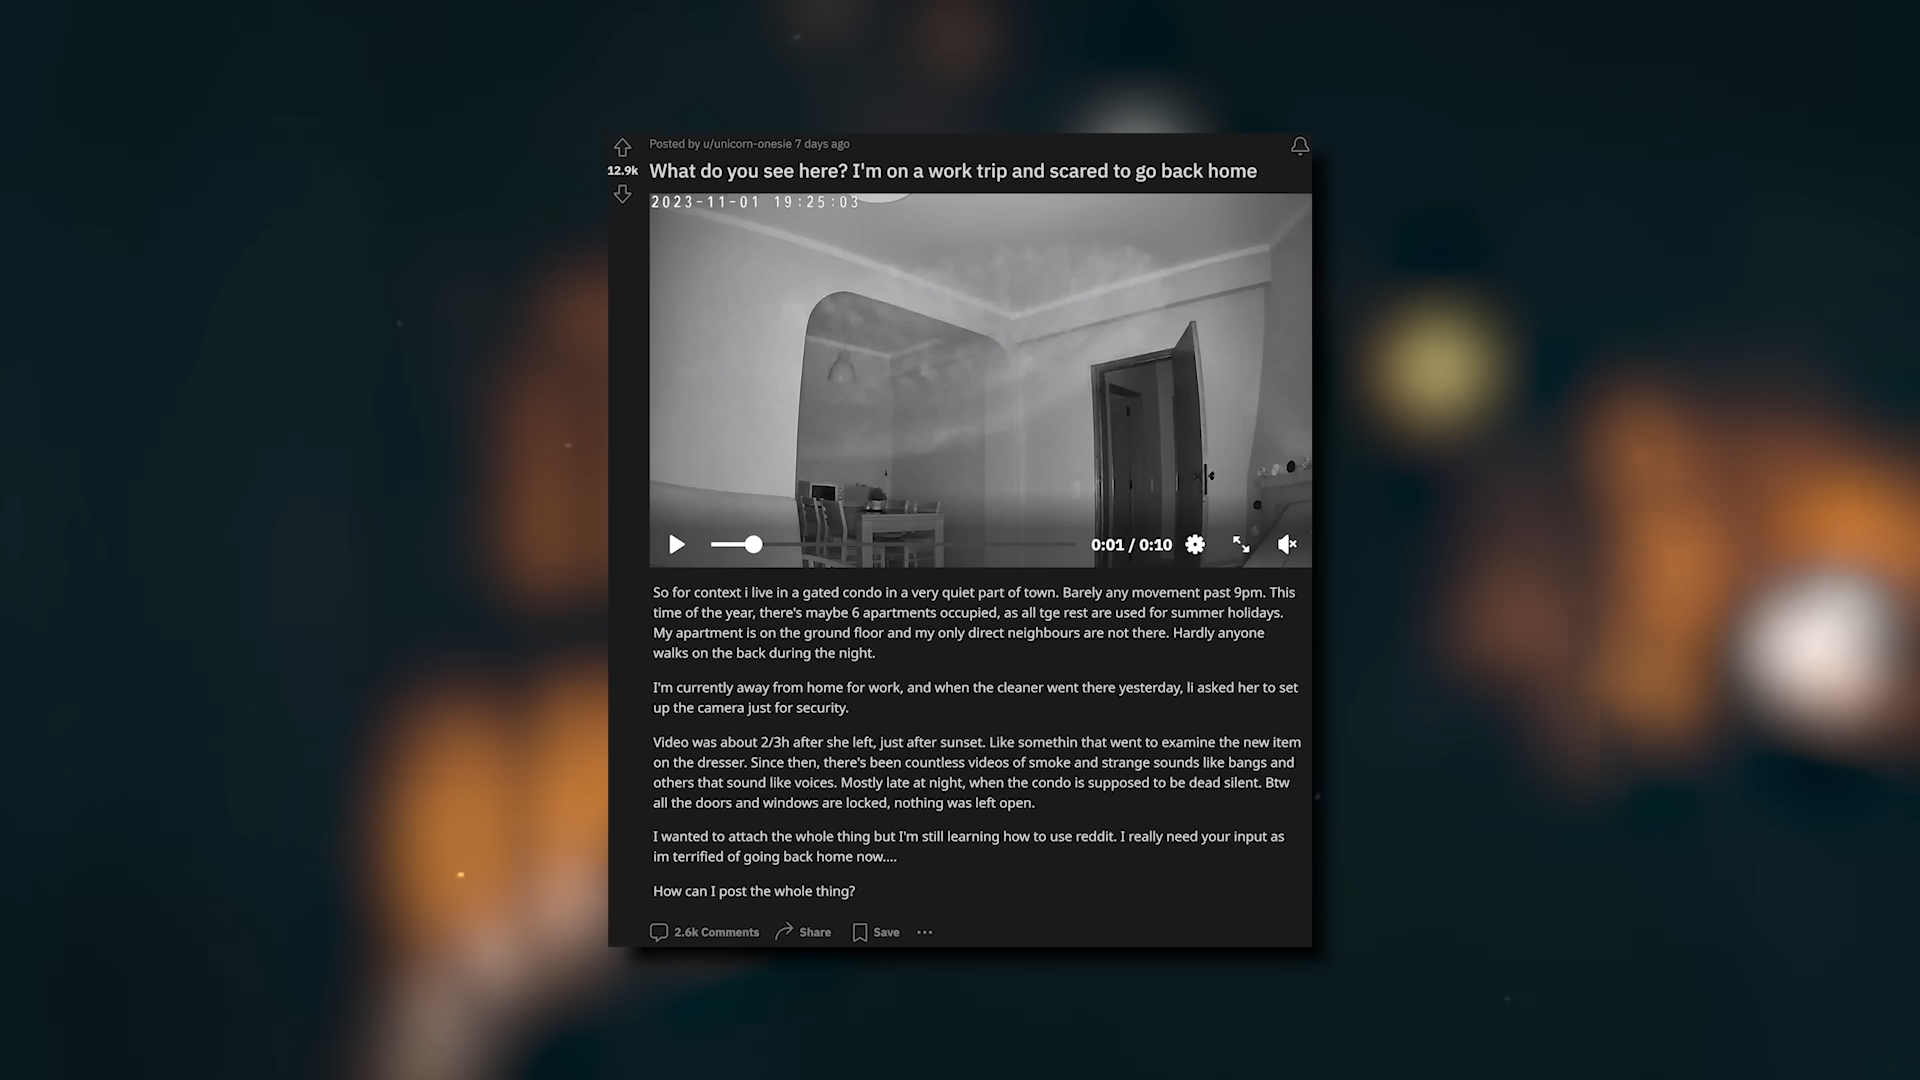 Posted by u/unicorn-onesie 7 days ago
12.9k
What do you see here? I'm on a work trip and scared to go back home
2023-11-01 19:25:03
0:01 / 0:10
So for context i live in a gated condo in a very quiet part of town. Barely any movement past 9pm. This
time of the year, there's maybe 6 apartments occupied, as all tge rest are used for summer holidays.
My apartment is on the ground floor and my only direct neighbours are not there. Hardly anyone
walks on the back during the night.
I'm currently away from home for work, and when the cleaner went there yesterday, Ii asked her to set
up the camera just for security.
Video was about 2/3h after she left, just after sunset. Like somethin that went to examine the new item
on the dresser. Since then, there's been countless videos of smoke and strange sounds like bangs and
others that sound like voices. Mostly late at night, when the condo is supposed to be dead silent. Btw
all the doors and windows are locked, nothing was left open.
I wanted to attach the whole thing but I'm still learning how to use reddit. I really need your input as
im terrified of going back home now....
How can I post the whole thing?
2.6k Comments Share Save